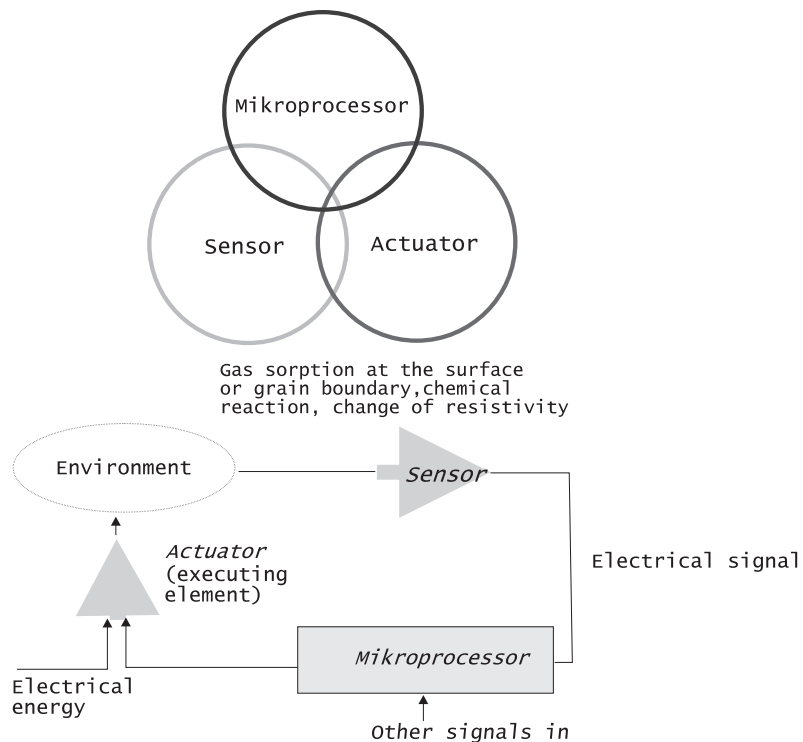 Mikroprocessor
Sensor
Actuator
Gas sorption at the surface
or grain boundary,chemical
reaction, change of resistivity
Environment
Sensor
Actuator
(executing
element)
Electrical signal
Mikroprocessor
Electrical
energy
Other signals in